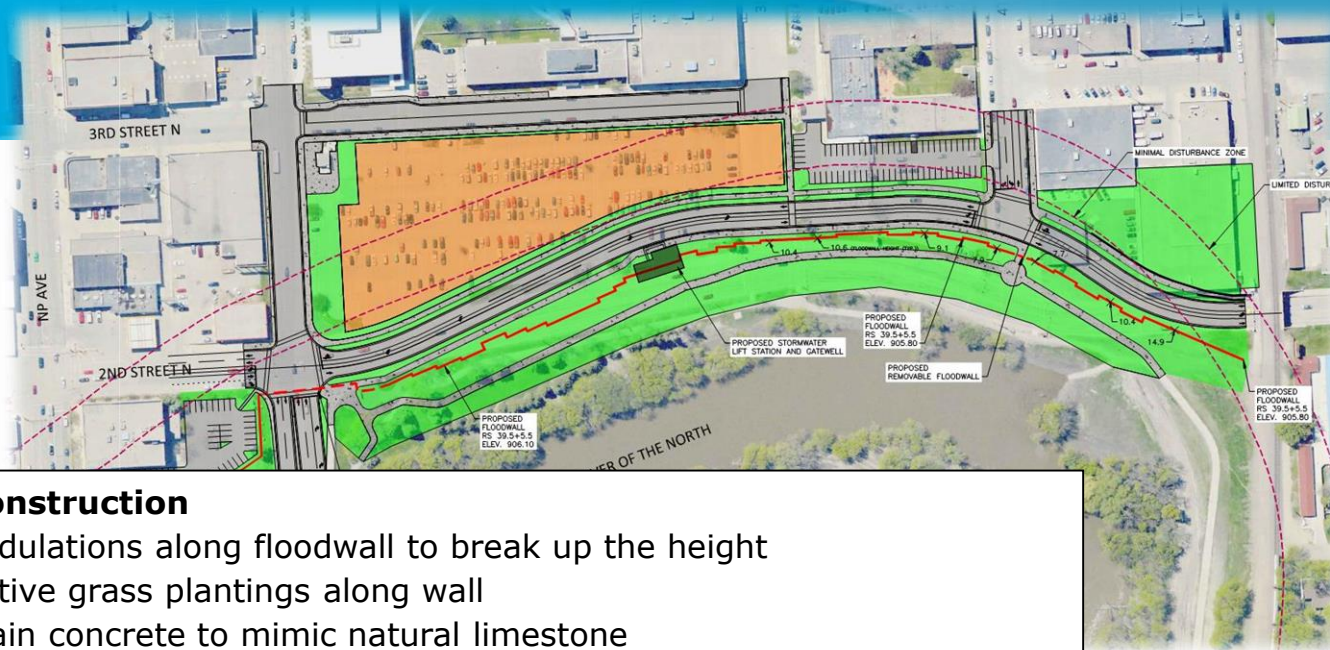 3RD STREET N
MINIMAL DISTURBANCE ZONE
LIMITED
NP AVE
10.4
10.6 (FLOODWALL HEIGHT (TYP.))
9.1
7.7
10.4
14.9
PROPOSED STORMWATER
LIFT STATION AND GATEWELL
PROPOSED
FLOODWALL
RS 39.5+5.5
ELEV. 905.80
PROPOSED
REMOVABLE FLOODWALL
2ND STREET N
PROPOSED
FLOODWALL
RS 39.5+5.5
ELEV. 906.10
PROPOSED
FLOODWALL
RS 39.5+5.5
ELEV. 905.80
OF THE NORTH
onstruction
dulations along floodwall to break up the height
tive grass plantings along wall
ain concrete to mimic natural limestone